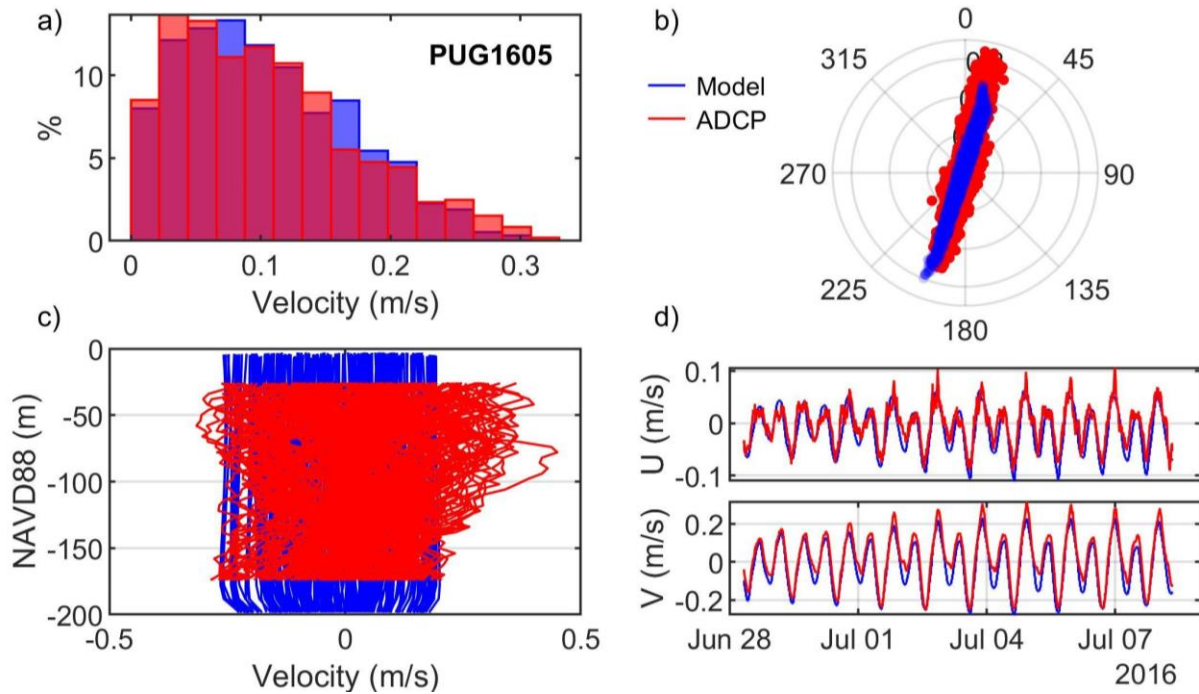 a)
PUG1605
10
5
0
%
0
0.1
0.2
0.3
Velocity (m/s)
b)
Model
ADCP
0
45
90
135
180
225
270
315
c)
0
-50
-100
-150
-200
NAVD88 (m)
-0.5
0
0.5
Velocity (m/s)
d)
0.1
0
-0.1
U (m/s)
0.2
0
-0.2
V (m/s)
Jun 28
Jul 01
Jul 04
Jul 07
2016